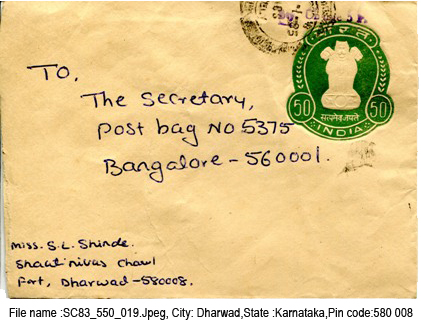 भारत
50 50
सत्यमेव जयते
INDIA
TO,
The Secretary,
Post bag No 5375
Bangalore - 560001.
Miss. S. L. Shinde.
Shanti nivas Chawl
Fort, Dharwad - 580008.
File name :SC83_550_019.Jpeg, City: Dharwad,State :Karnataka,Pin code:580 008